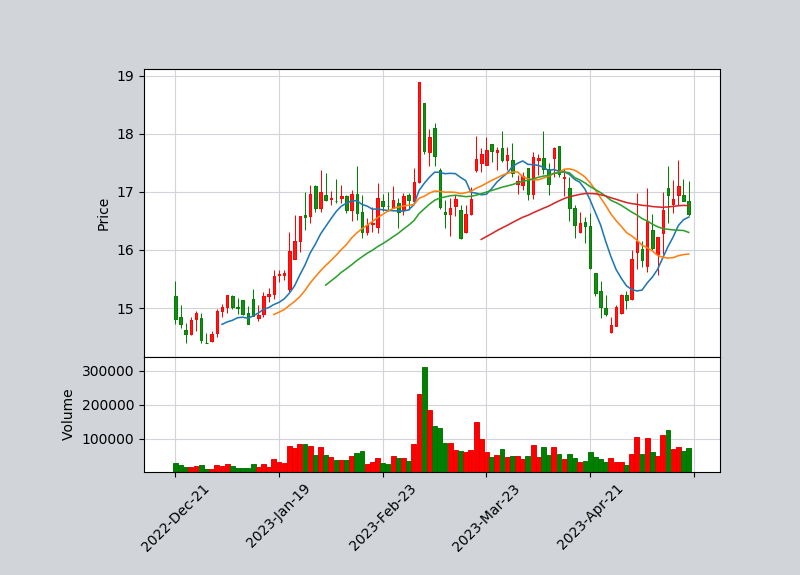 19
18
17
16
15
Price
300000
200000
100000
Volume
2022-Dec-21
2023-Jan-19
2023-Feb-23
2023-Mar-23
2023-Apr-21